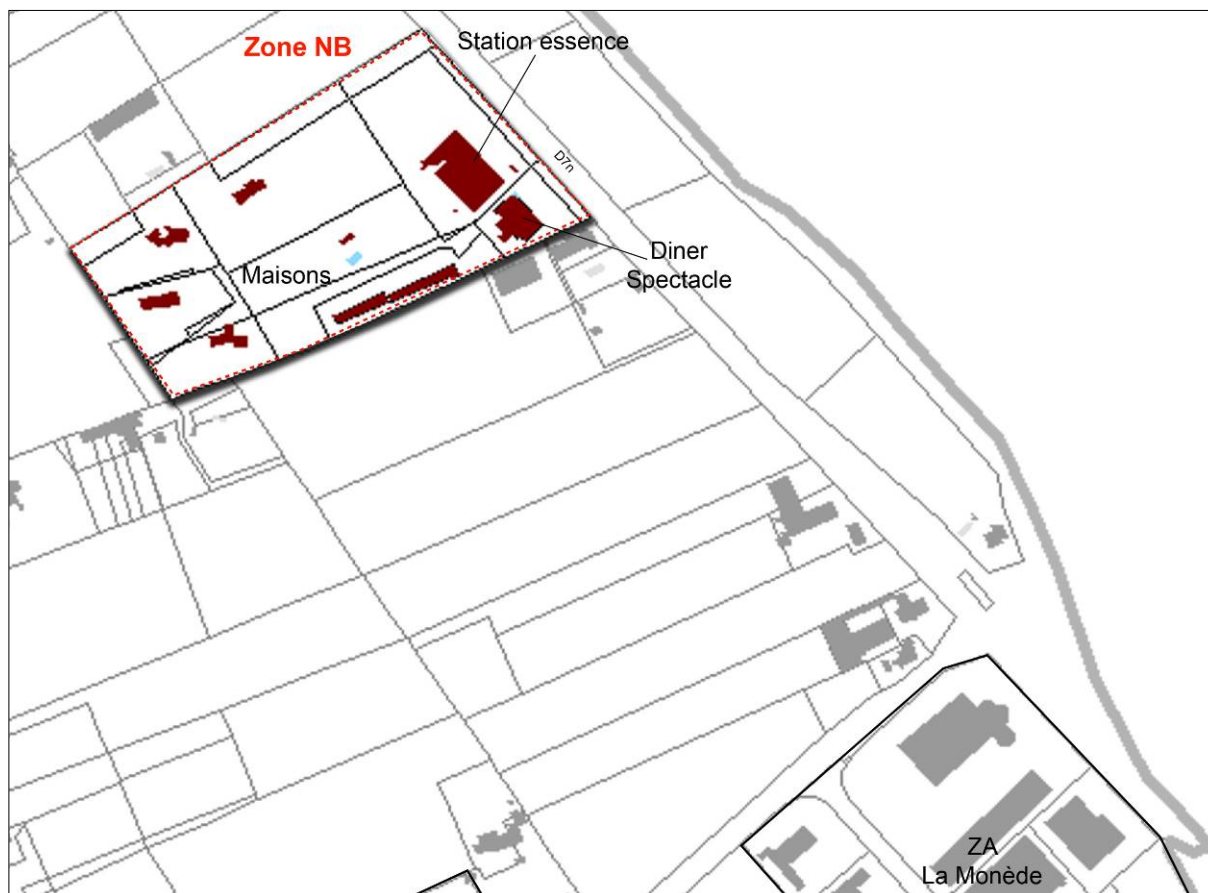 Zone NB
Station essence
D7n
Diner
Spectacle
Maisons
ZA
La Monède